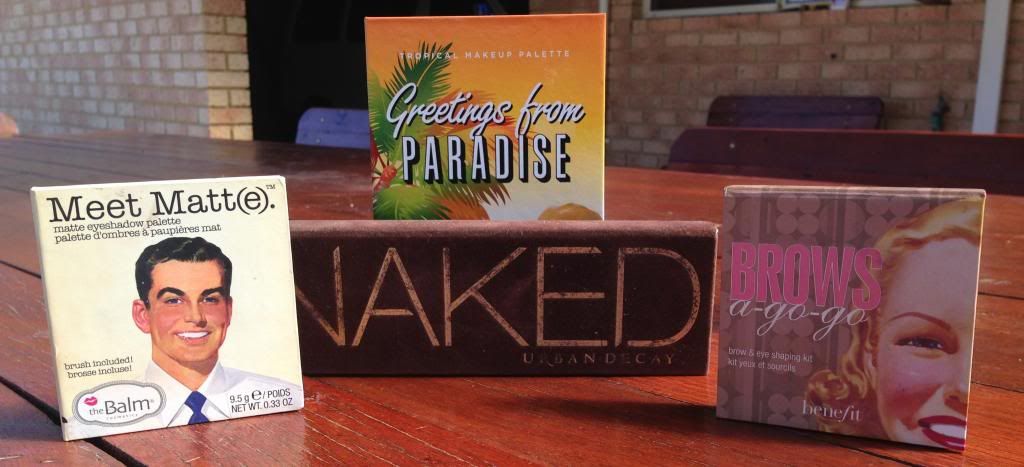 TROPICAL MAKEUP PALETTE
Greetings from
PARADISE
Meet Matt(e).™
matte eyeshadow palette
palette d'ombres à paupières mat
brush included!
brosse incluse!
theBalm®
cosmetics
9.5 g e/POIDS
NET WT. 0.33 OZ
NAKED
URBAN DECAY
BROWS
a-go-go
brow & eye shaping kit
kit yeux et sourcils
benefit